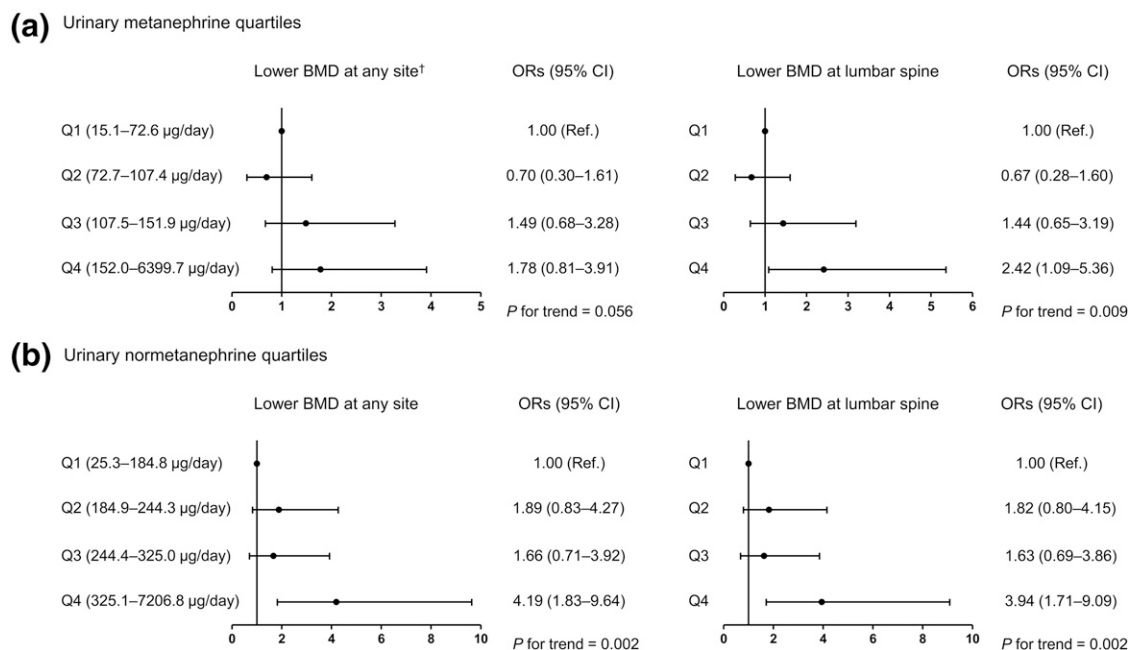 (a) Urinary metanephrine quartiles
Lower BMD at any site† ORs (95% CI) Lower BMD at lumbar spine ORs (95% CI)
Q1 (15.1–72.6 µg/day) 1.00 (Ref.) Q1 1.00 (Ref.)
Q2 (72.7–107.4 µg/day) 0.70 (0.30–1.61) Q2 0.67 (0.28–1.60)
Q3 (107.5–151.9 µg/day) 1.49 (0.68–3.28) Q3 1.44 (0.65–3.19)
Q4 (152.0–6399.7 µg/day) 1.78 (0.81–3.91) Q4 2.42 (1.09–5.36)
0 1 2 3 4 5 0 1 2 3 4 5 6
P for trend = 0.056 P for trend = 0.009
(b) Urinary normetanephrine quartiles
Lower BMD at any site ORs (95% CI) Lower BMD at lumbar spine ORs (95% CI)
Q1 (25.3–184.8 µg/day) 1.00 (Ref.) Q1 1.00 (Ref.)
Q2 (184.9–244.3 µg/day) 1.89 (0.83–4.27) Q2 1.82 (0.80–4.15)
Q3 (244.4–325.0 µg/day) 1.66 (0.71–3.92) Q3 1.63 (0.69–3.86)
Q4 (325.1–7206.8 µg/day) 4.19 (1.83–9.64) Q4 3.94 (1.71–9.09)
0 2 4 6 8 10 0 2 4 6 8 10
P for trend = 0.002 P for trend = 0.002